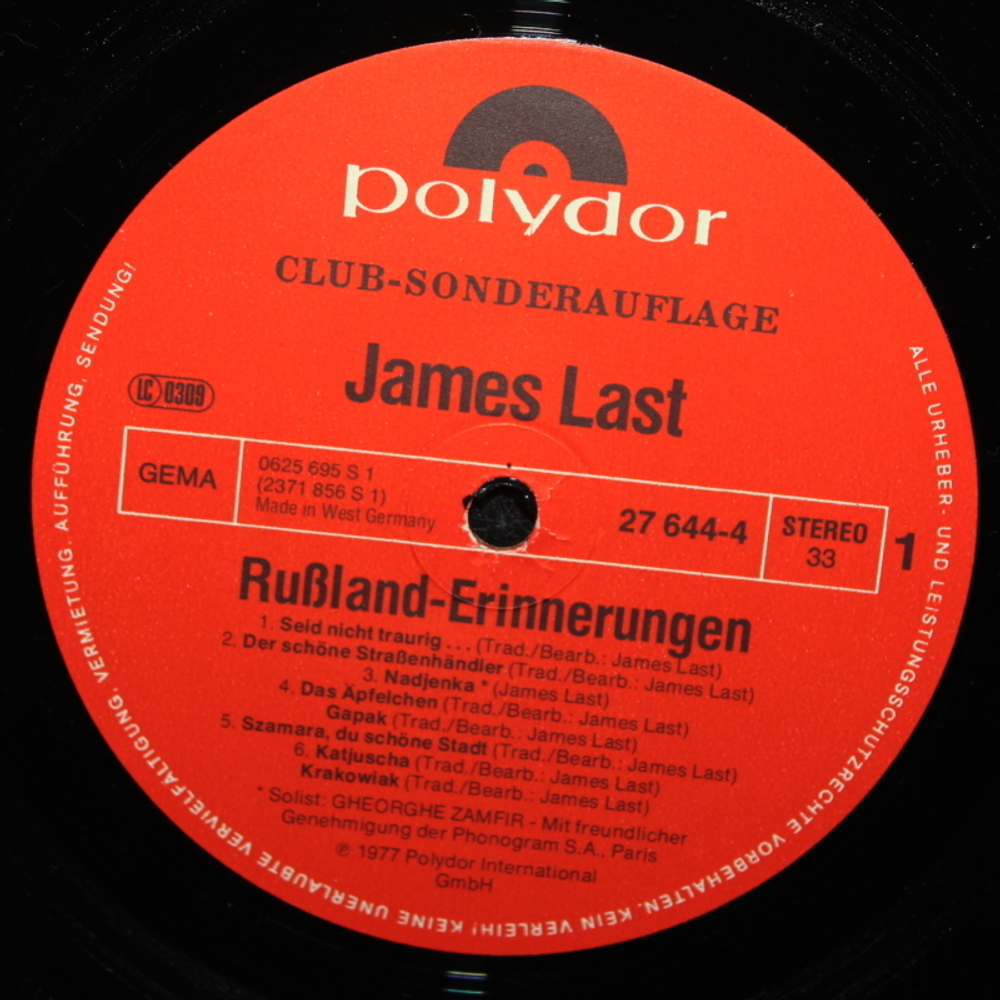 polydor
CLUB-SONDERAUFLAGE
James Last
LC 0309
GEMA
0625 695 S 1
(2371 856 S 1)
Made in West Germany
27 644-4
STEREO
33
1
Rußland-Erinnerungen
1. Seid nicht traurig . . . (Trad./Bearb.: James Last)
2. Der schöne Straßenhändler (Trad./Bearb.: James Last)
3. Nadjenka * (James Last)
4. Das Äpfelchen (Trad./Bearb.: James Last)
Gapak (Trad./Bearb.: James Last)
5. Szamara, du schöne Stadt (Trad./Bearb.: James Last)
6. Katjuscha (Trad./Bearb.: James Last)
Krakowiak (Trad./Bearb.: James Last)
* Solist: GHEORGHE ZAMFIR - Mit freundlicher
Genehmigung der Phonogram S.A., Paris
℗ 1977 Polydor International
GmbH
ALLE URHEBER- UND LEISTUNGSSCHUTZRECHTE VORBEHALTEN. KEIN VERLEIH! KEINE UNERLAUBTE VERVIELFALTIGUNG, VERMIETUNG, AUFFÜHRUNG, SENDUNG!